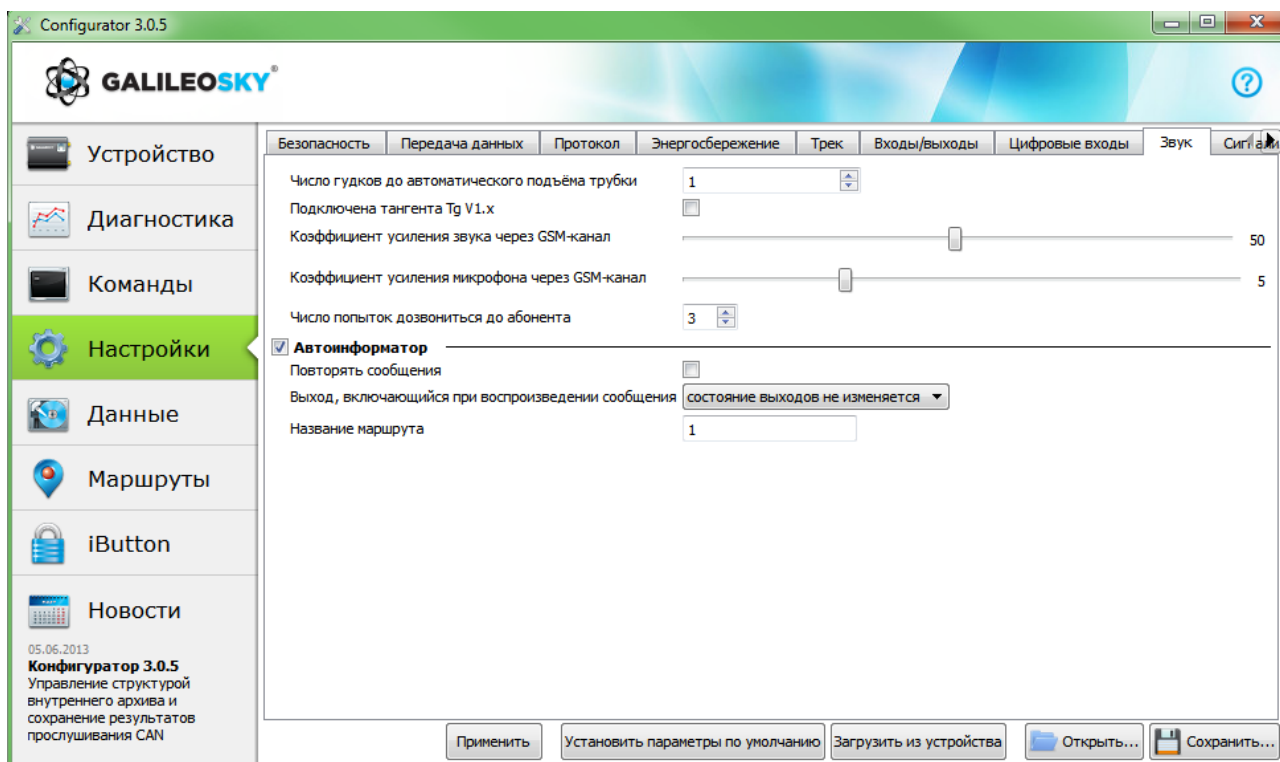 Configurator 3.0.5
GALILEOSKY®
?
Устройство
Диагностика
Команды
Настройки
Данные
Маршруты
iButton
Новости
05.06.2013
Конфигуратор 3.0.5
Управление структурой
внутреннего архива и
сохранение результатов
прослушивания CAN
Безопасность
Передача данных
Протокол
Энергосбережение
Трек
Входы/выходы
Цифровые входы
Звук
Число гудков до автоматического подъёма трубки 1
Подключена тангента Tg V1.x
Коэффициент усиления звука через GSM-канал 50
Коэффициент усиления микрофона через GSM-канал 5
Число попыток дозвониться до абонента 3
Автоинформатор
Повторять сообщения
Выход, включающийся при воспроизведении сообщения состояние выходов не изменяется
Название маршрута 1
Применить
Установить параметры по умолчанию
Загрузить из устройства
Открыть...
Сохранить...